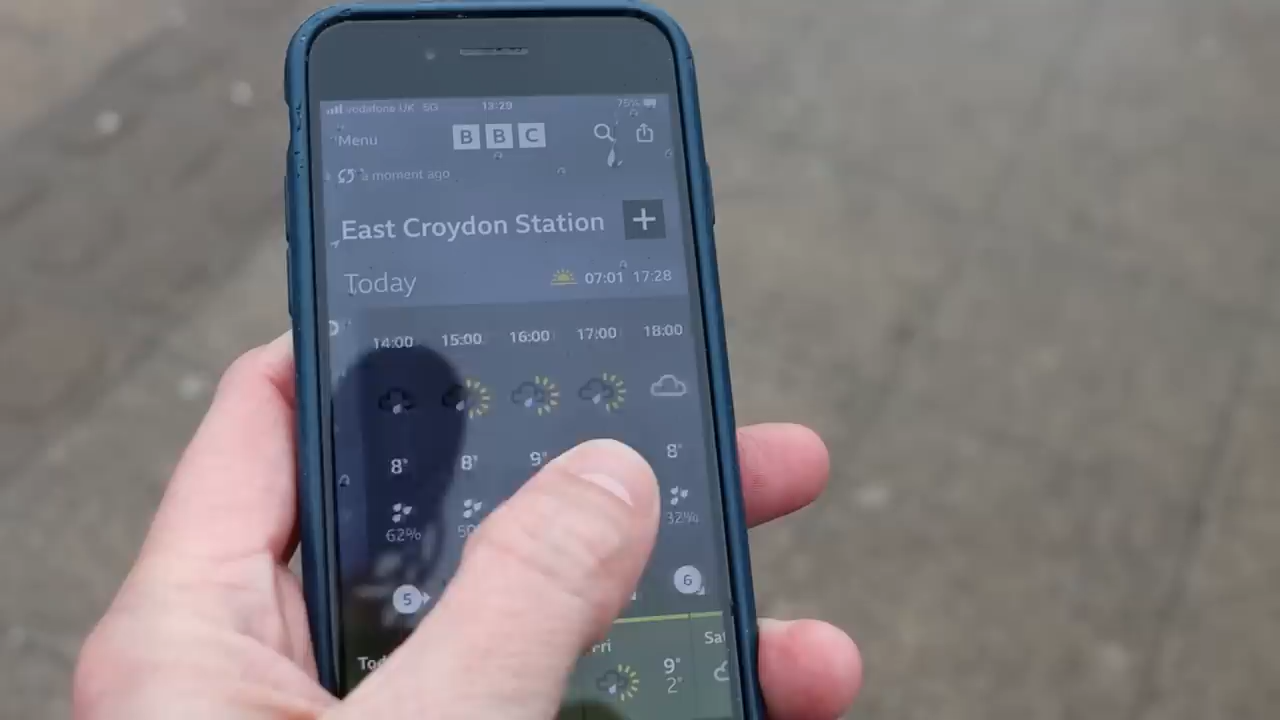 vodafone UK 5G 13:29 75%
Menu BBC
a moment ago
East Croydon Station +
Today 07:01 17:28
14:00 15:00 16:00 17:00 18:00
8° 8° 9° 8°
62% 32%
5 6
Fri
9°
2°